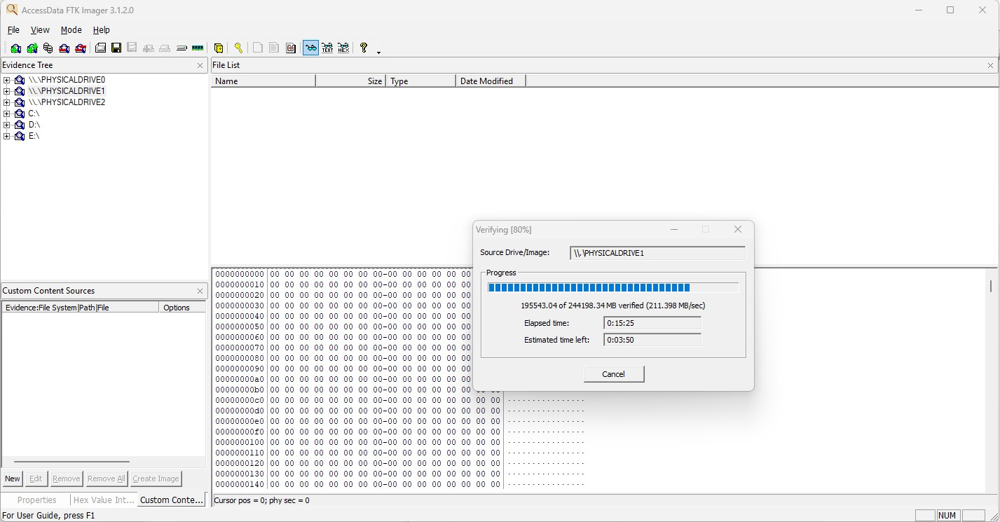 AccessData FTK Imager 3.1.2.0
File View Mode Help
TEXT HEX DIR
Evidence Tree
\\.\PHYSICALDRIVE0
\\.\PHYSICALDRIVE1
\\.\PHYSICALDRIVE2
C:\
D:\
E:\
File List
Name Size Type Date Modified
Custom Content Sources
Evidence:File System|Path|File Options
New Edit Remove Remove All Create Image
Properties Hex Value Int... Custom Conte...
0000000000 00 00 00 00 00 00 00 00-00 00 00 00 00 00
0000000010 00 00 00 00 00 00 00 00-00 00 00 00 00 00
0000000020 00 00 00 00 00 00 00 00-00 00 00 00 00 00
0000000030 00 00 00 00 00 00 00 00-00 00 00 00 00 00
0000000040 00 00 00 00 00 00 00 00-00 00 00 00 00 00
0000000050 00 00 00 00 00 00 00 00-00 00 00 00 00 00
0000000060 00 00 00 00 00 00 00 00-00 00 00 00 00 00
0000000070 00 00 00 00 00 00 00 00-00 00 00 00 00 00
0000000080 00 00 00 00 00 00 00 00-00 00 00 00 00 00
0000000090 00 00 00 00 00 00 00 00-00 00 00 00 00 00
00000000a0 00 00 00 00 00 00 00 00-00 00 00 00 00 00
00000000b0 00 00 00 00 00 00 00 00-00 00 00 00 00 00 00 00
00000000c0 00 00 00 00 00 00 00 00-00 00 00 00 00 00 00 00 ················
00000000d0 00 00 00 00 00 00 00 00-00 00 00 00 00 00 00 00 ················
00000000e0 00 00 00 00 00 00 00 00-00 00 00 00 00 00 00 00 ················
00000000f0 00 00 00 00 00 00 00 00-00 00 00 00 00 00 00 00 ················
0000000100 00 00 00 00 00 00 00 00-00 00 00 00 00 00 00 00 ················
0000000110 00 00 00 00 00 00 00 00-00 00 00 00 00 00 00 00 ················
0000000120 00 00 00 00 00 00 00 00-00 00 00 00 00 00 00 00 ················
0000000130 00 00 00 00 00 00 00 00-00 00 00 00 00 00 00 00 ················
0000000140 00 00 00 00 00 00 00 00-00 00 00 00 00 00 00 00 ················
Cursor pos = 0; phy sec = 0
Verifying [80%]
Source Drive/Image: \\.\PHYSICALDRIVE1
Progress
195543.04 of 244198.34 MB verified (211.398 MB/sec)
Elapsed time: 0:15:25
Estimated time left: 0:03:50
Cancel
For User Guide, press F1
NUM